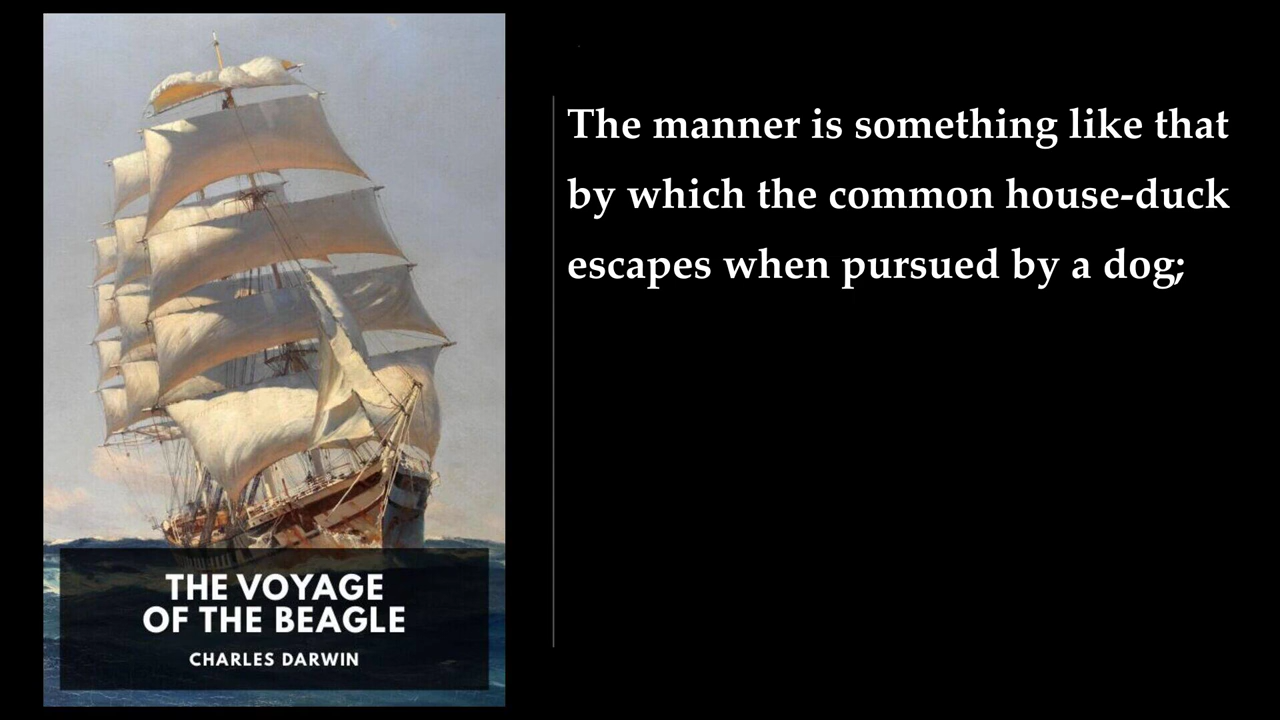 The manner is something like that
by which the common house-duck
escapes when pursued by a dog;
THE VOYAGE
OF THE BEAGLE
CHARLES DARWIN